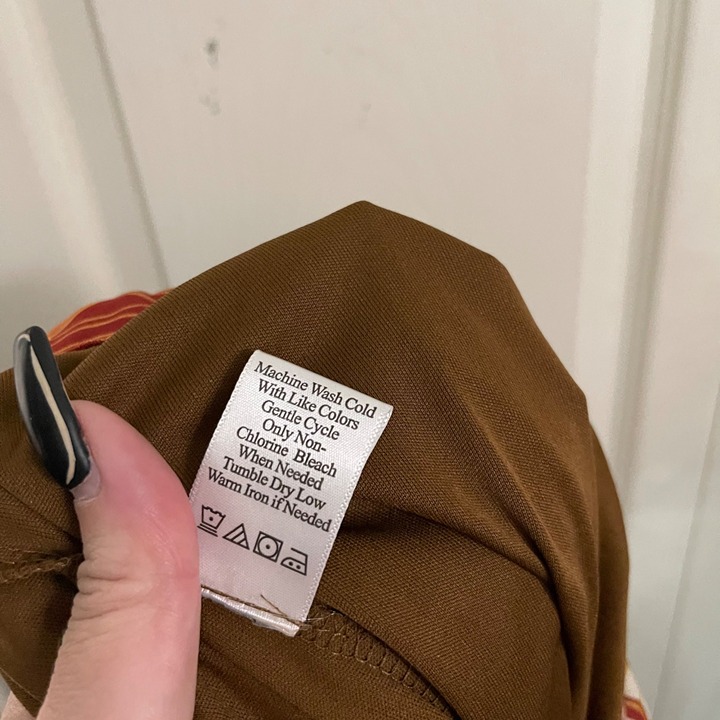 Machine Wash Cold
With Like Colors
Gentle Cycle
Only Non-
Chlorine Bleach
When Needed
Tumble Dry Low
Warm Iron if Needed